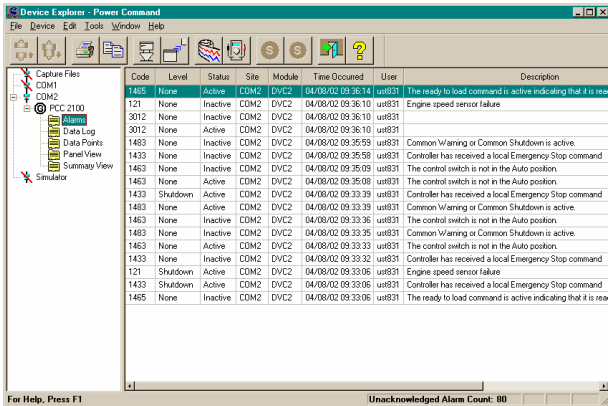 Device Explorer - Power Command
File Device Edit Tools Window Help
Capture Files
COM1
COM2
PCC 2100
Alarms
Data Log
Data Points
Panel View
Summary View
Simulator
Code Level Status Site Module Time Occurred User Description
1465 None Active COM2 DVC2 04/08/02 09:36:14 ust831 The ready to load command is active indicating that it is rea
121 None Inactive COM2 DVC2 04/08/02 09:36:10 ust831 Engine speed sensor failure
3012 None Inactive COM2 DVC2 04/08/02 09:36:10 ust831
3012 None Active COM2 DVC2 04/08/02 09:36:10 ust831
1483 None Inactive COM2 DVC2 04/08/02 09:35:59 ust831 Common Warning or Common Shutdown is active.
1433 None Inactive COM2 DVC2 04/08/02 09:35:58 ust831 Controller has received a local Emergency Stop command
1463 None Inactive COM2 DVC2 04/08/02 09:35:09 ust831 The control switch is not in the Auto position.
1463 None Active COM2 DVC2 04/08/02 09:35:08 ust831 The control switch is not in the Auto position.
1433 Shutdown Active COM2 DVC2 04/08/02 09:33:39 ust831 Controller has received a local Emergency Stop command
1483 None Active COM2 DVC2 04/08/02 09:33:39 ust831 Common Warning or Common Shutdown is active.
1463 None Inactive COM2 DVC2 04/08/02 09:33:36 ust831 The control switch is not in the Auto position.
1483 None Inactive COM2 DVC2 04/08/02 09:33:35 ust831 Common Warning or Common Shutdown is active.
1463 None Active COM2 DVC2 04/08/02 09:33:33 ust831 The control switch is not in the Auto position.
1433 None Inactive COM2 DVC2 04/08/02 09:33:32 ust831 Controller has received a local Emergency Stop command
121 Shutdown Active COM2 DVC2 04/08/02 09:33:06 ust831 Engine speed sensor failure
1433 Shutdown Active COM2 DVC2 04/08/02 09:33:06 ust831 Controller has received a local Emergency Stop command
1465 None Inactive COM2 DVC2 04/08/02 09:33:06 ust831 The ready to load command is active indicating that it is rea
For Help, Press F1 Unacknowledged Alarm Count: 80